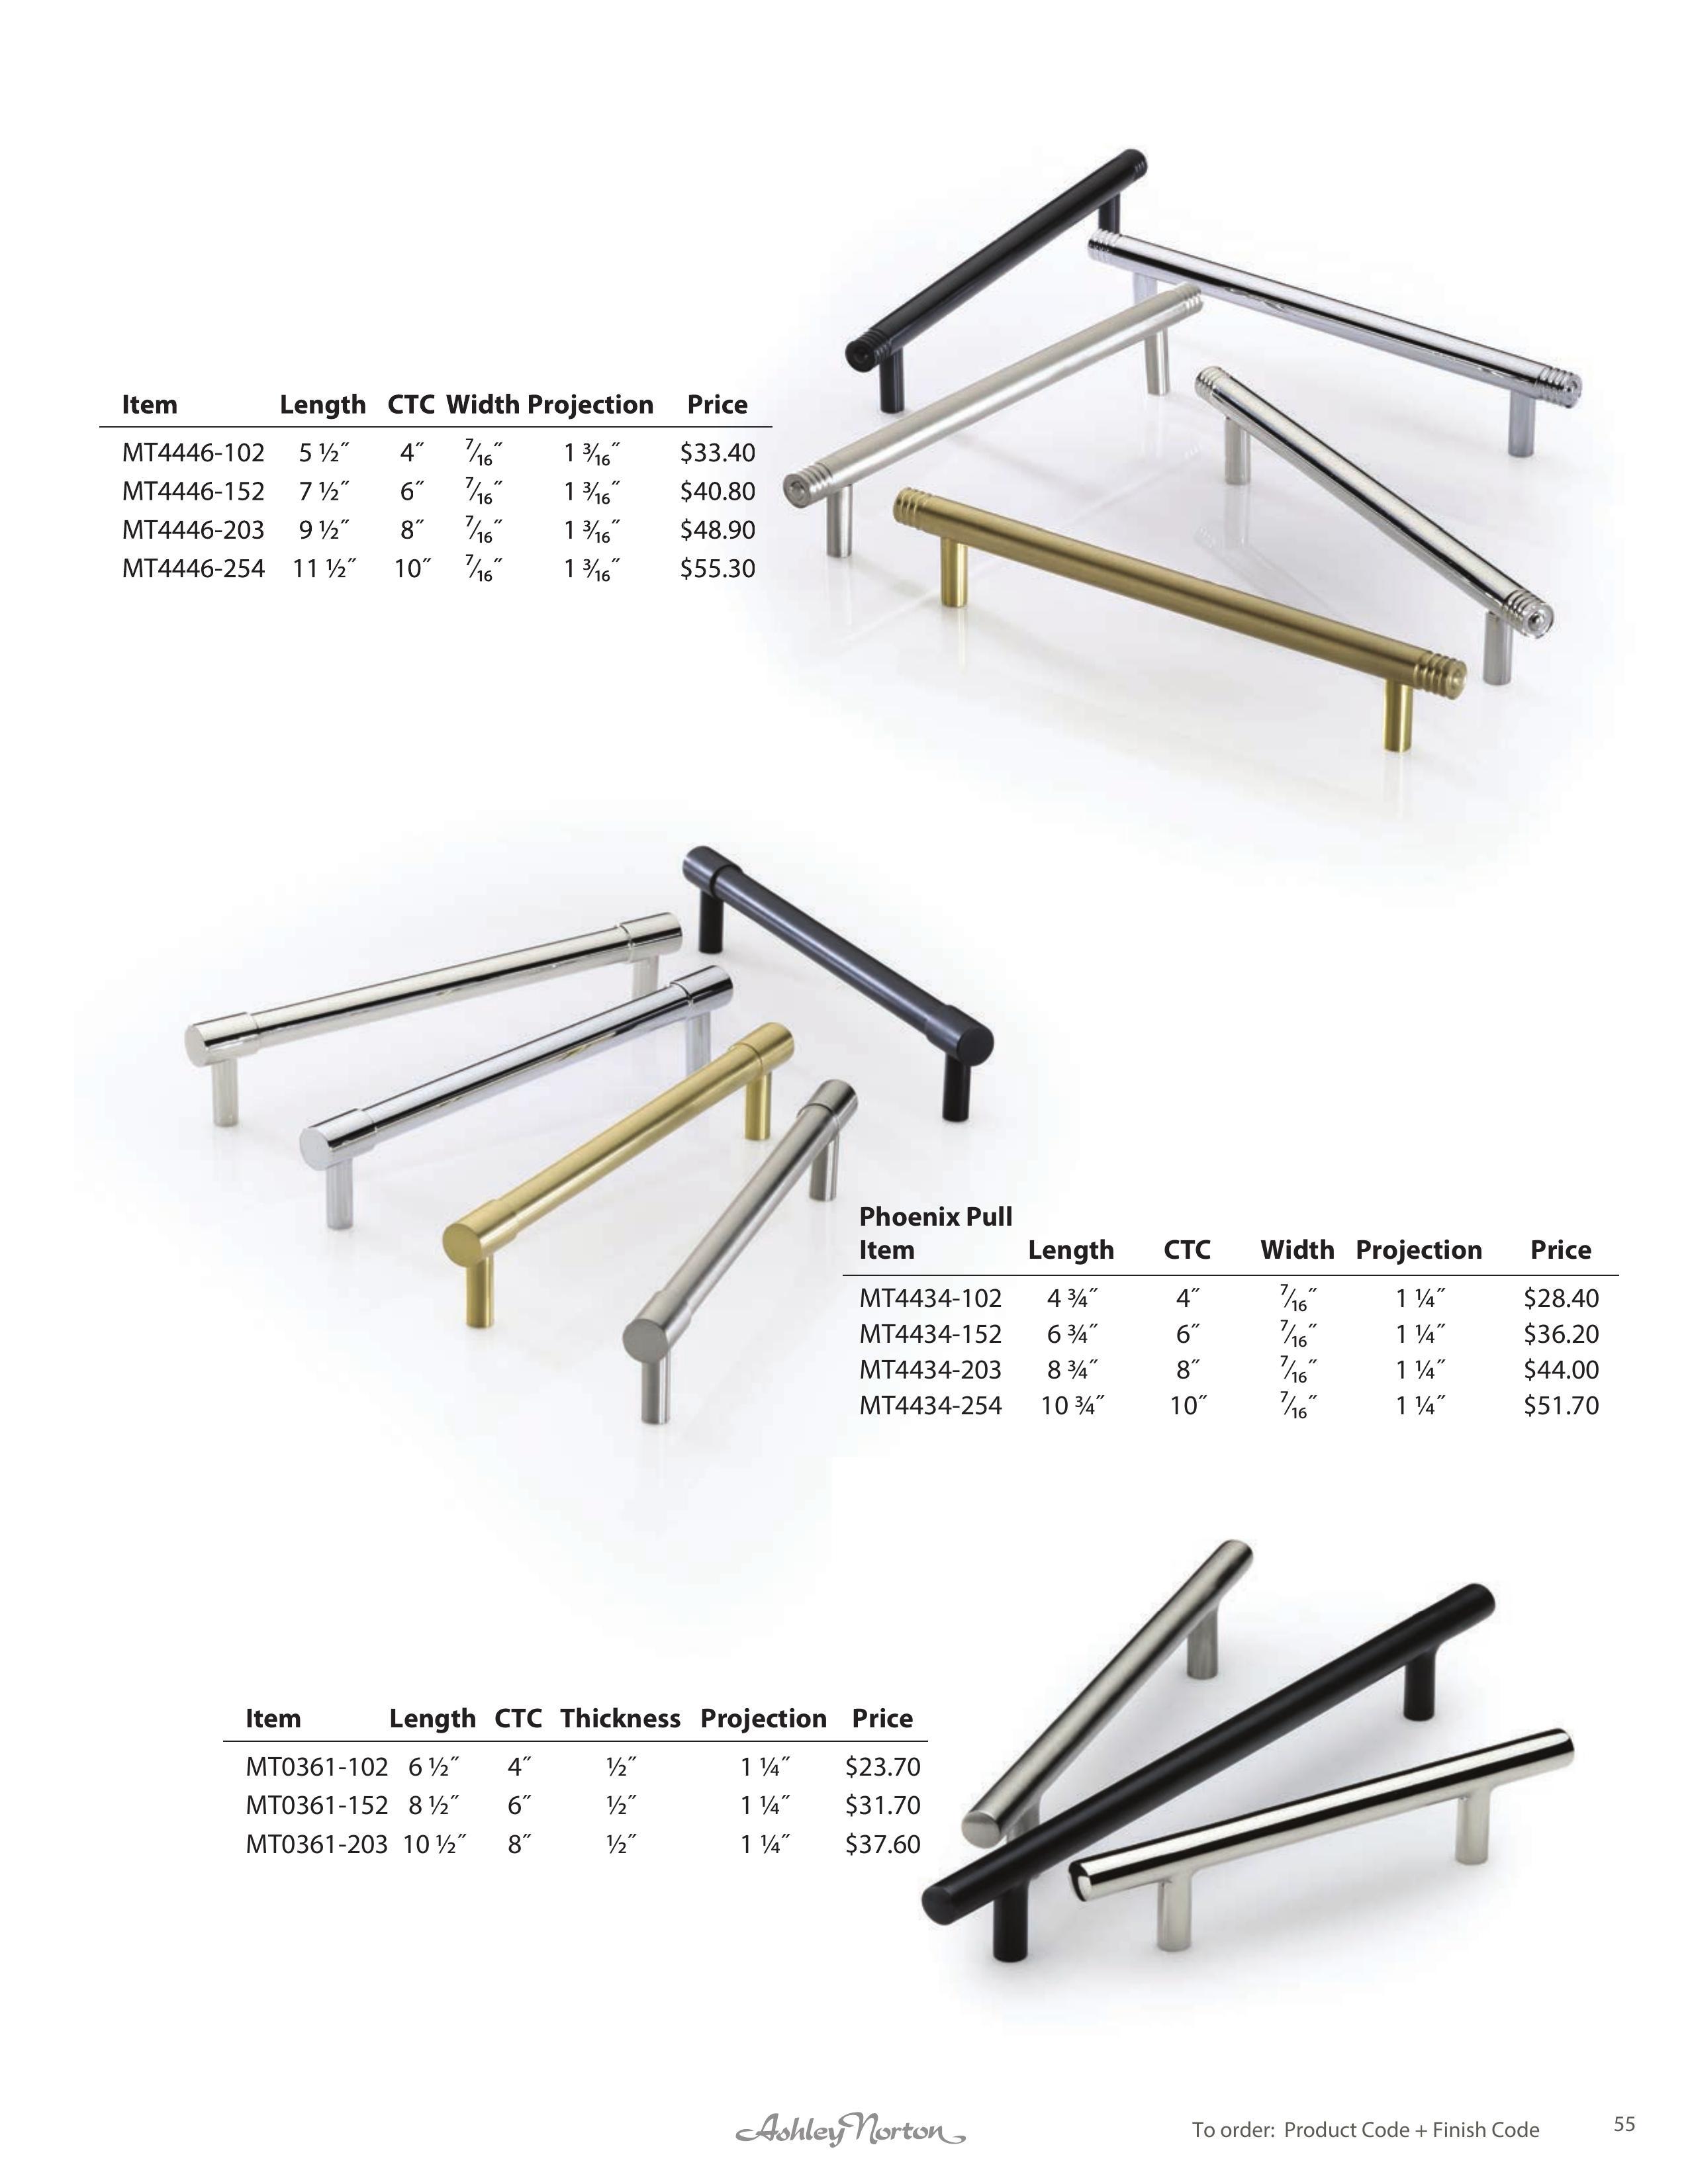 Item Length CTC Width Projection Price
MT4446-102 5 ½″ 4″ ⁷⁄₁₆″ 1 ³⁄₁₆″ $33.40
MT4446-152 7 ½″ 6″ ⁷⁄₁₆″ 1 ³⁄₁₆″ $40.80
MT4446-203 9 ½″ 8″ ⁷⁄₁₆″ 1 ³⁄₁₆″ $48.90
MT4446-254 11 ½″ 10″ ⁷⁄₁₆″ 1 ³⁄₁₆″ $55.30
Phoenix Pull
Item Length CTC Width Projection Price
MT4434-102 4 ¾″ 4″ ⁷⁄₁₆″ 1 ¼″ $28.40
MT4434-152 6 ¾″ 6″ ⁷⁄₁₆″ 1 ¼″ $36.20
MT4434-203 8 ¾″ 8″ ⁷⁄₁₆″ 1 ¼″ $44.00
MT4434-254 10 ¾″ 10″ ⁷⁄₁₆″ 1 ¼″ $51.70
Item Length CTC Thickness Projection Price
MT0361-102 6 ½″ 4″ ½″ 1 ¼″ $23.70
MT0361-152 8 ½″ 6″ ½″ 1 ¼″ $31.70
MT0361-203 10 ½″ 8″ ½″ 1 ¼″ $37.60
Ashley Norton
To order: Product Code + Finish Code 55